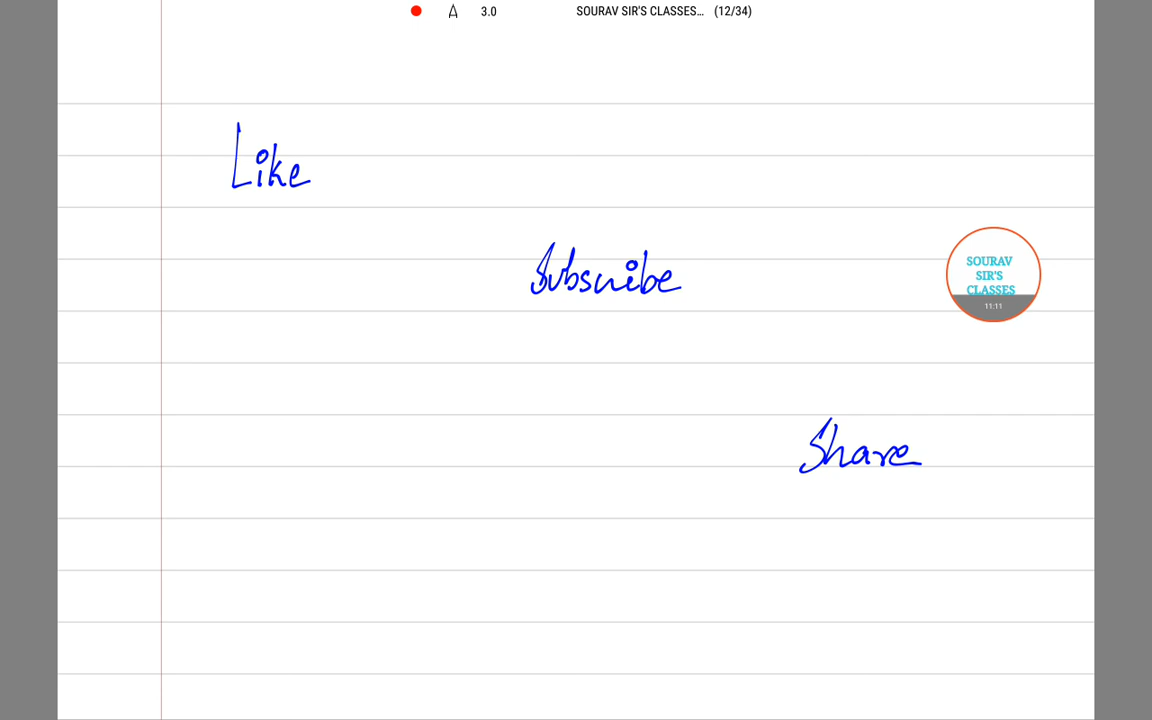 3.0 SOURAV SIR'S CLASSES... (12/34)
Like
Subscribe
SOURAV
SIR'S
CLASSES
11:11
Share